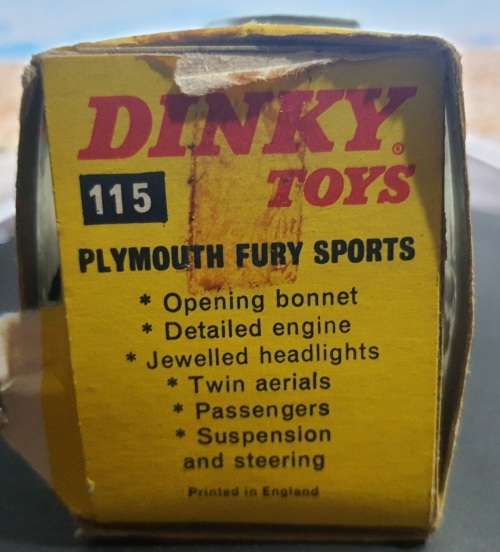 DINKY®
115 TOYS
PLYMOUTH FURY SPORTS
* Opening bonnet
* Detailed engine
* Jewelled headlights
* Twin aerials
* Passengers
* Suspension
and steering
Printed in England